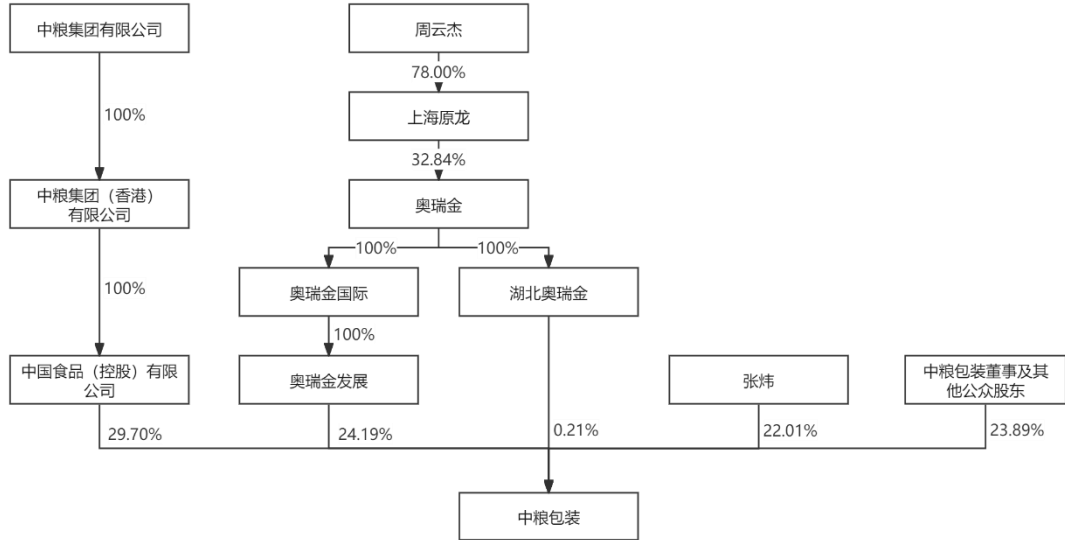 中粮集团有限公司
周云杰
78.00%
100%
上海原龙
32.84%
中粮集团（香港）
有限公司
奥瑞金
100%
100%
100%
奥瑞金国际
湖北奥瑞金
100%
中国食品（控股）有限
公司
奥瑞金发展
张炜
中粮包装董事及其
他公众股东
29.70%
24.19%
0.21%
22.01%
23.89%
中粮包装